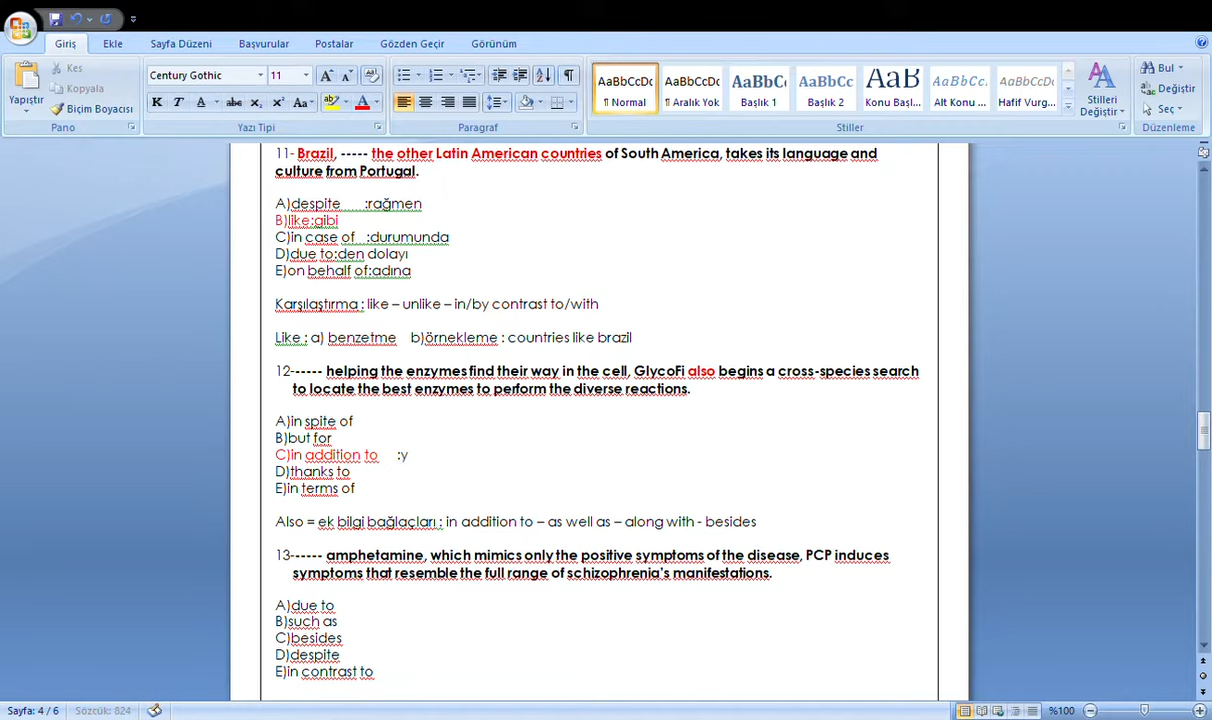 Giriş Ekle Sayfa Düzeni Başvurular Postalar Gözden Geçir Görünüm
Yapıştır
Kes
Kopyala
Biçim Boyacısı
Pano
Century Gothic 11
K T A abc x₂ x² Aa
Yazı Tipi
Paragraf
AaBbCcDc AaBbCcDc AaBbCc AaBbCc AaB AaBbCcDc AaBbCcDc
¶ Normal ¶ Aralık Yok Başlık 1 Başlık 2 Konu Başl... Alt Konu ... Hafif Vurg...
Stilleri Değiştir
Stiller
Bul
Değiştir
Seç
Düzenleme
11- Brazil, ----- the other Latin American countries of South America, takes its language and
culture from Portugal.
A)despite :rağmen
B)like:gibi
C)in case of :durumunda
D)due to:den dolayı
E)on behalf of:adına
Karşılaştırma : like – unlike – in/by contrast to/with
Like : a) benzetme b)örnekleme : countries like brazil
12------ helping the enzymes find their way in the cell, GlycoFi also begins a cross-species search
to locate the best enzymes to perform the diverse reactions.
A)in spite of
B)but for
C)in addition to :y
D)thanks to
E)in terms of
Also = ek bilgi bağlaçları : in addition to – as well as – along with - besides
13------ amphetamine, which mimics only the positive symptoms of the disease, PCP induces
symptoms that resemble the full range of schizophrenia's manifestations.
A)due to
B)such as
C)besides
D)despite
E)in contrast to
Sayfa: 4 / 6 Sözcük: 824 %100